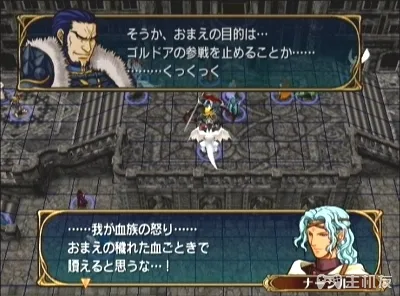 そうか、おまえの目的は…
ゴルドアの参戦を止めることか……
………くっくっく
……我が血族の怒り……
おまえの穢れた血ごときで
贖えると思うな…!